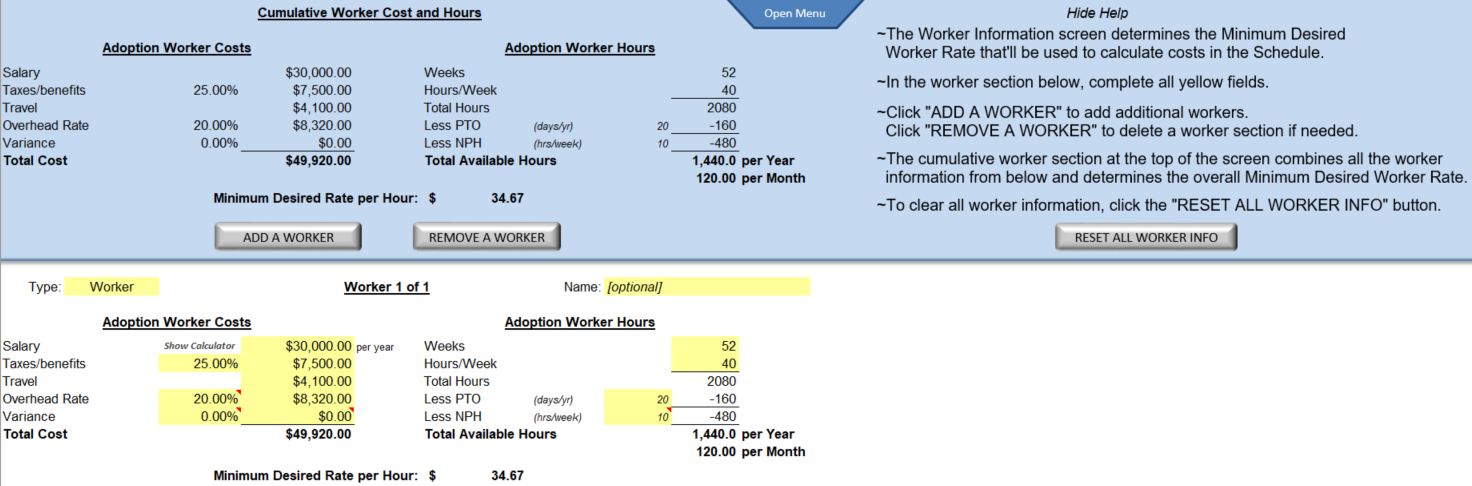 Cumulative Worker Cost and Hours
Open Menu
Hide Help
Adoption Worker Costs
Adoption Worker Hours
Salary $30,000.00 Weeks 52
Taxes/benefits 25.00% $7,500.00 Hours/Week 40
Travel $4,100.00 Total Hours 2080
Overhead Rate 20.00% $8,320.00 Less PTO (days/yr) 20 -160
Variance 0.00% $0.00 Less NPH (hrs/week) 10 -480
Total Cost $49,920.00 Total Available Hours 1,440.0 per Year
120.00 per Month
Minimum Desired Rate per Hour: $ 34.67
ADD A WORKER
REMOVE A WORKER
~The Worker Information screen determines the Minimum Desired
Worker Rate that'll be used to calculate costs in the Schedule.
~In the worker section below, complete all yellow fields.
~Click "ADD A WORKER" to add additional workers.
Click "REMOVE A WORKER" to delete a worker section if needed.
~The cumulative worker section at the top of the screen combines all the worker
information from below and determines the overall Minimum Desired Worker Rate.
~To clear all worker information, click the "RESET ALL WORKER INFO" button.
RESET ALL WORKER INFO
Type: Worker Worker 1 of 1 Name: [optional]
Adoption Worker Costs
Adoption Worker Hours
Salary Show Calculator $30,000.00 per year Weeks 52
Taxes/benefits 25.00% $7,500.00 Hours/Week 40
Travel $4,100.00 Total Hours 2080
Overhead Rate 20.00% $8,320.00 Less PTO (days/yr) 20 -160
Variance 0.00% $0.00 Less NPH (hrs/week) 10 -480
Total Cost $49,920.00 Total Available Hours 1,440.0 per Year
120.00 per Month
Minimum Desired Rate per Hour: $ 34.67